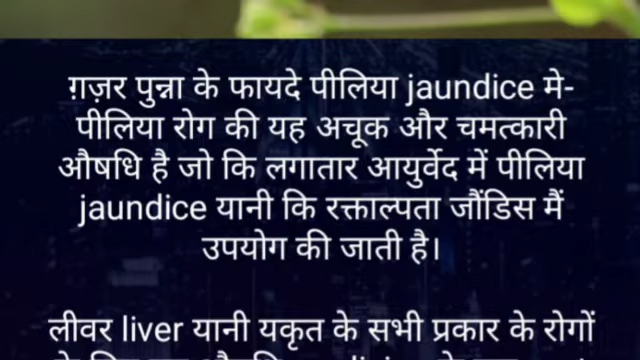 ग़ज़र पुन्ना के फायदे पीलिया jaundice मे-
पीलिया रोग की यह अचूक और चमत्कारी
औषधि है जो कि लगातार आयुर्वेद में पीलिया
jaundice यानी कि रक्ताल्पता जौंडिस मैं
उपयोग की जाती है।
लीवर liver यानी यकृत के सभी प्रकार के रोगों